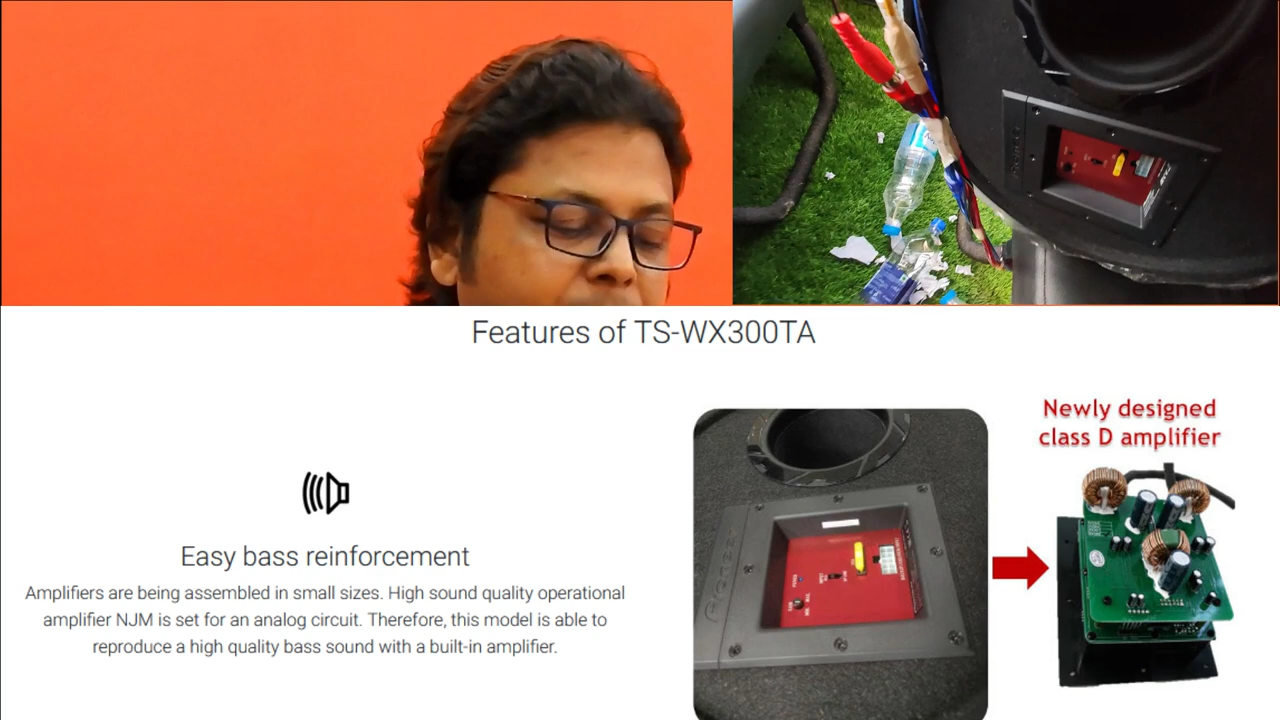 Features of TS-WX300TA
Newly designed
class D amplifier
Easy bass reinforcement
Amplifiers are being assembled in small sizes. High sound quality operational
amplifier NJM is set for an analog circuit. Therefore, this model is able to
reproduce a high quality bass sound with a built-in amplifier.